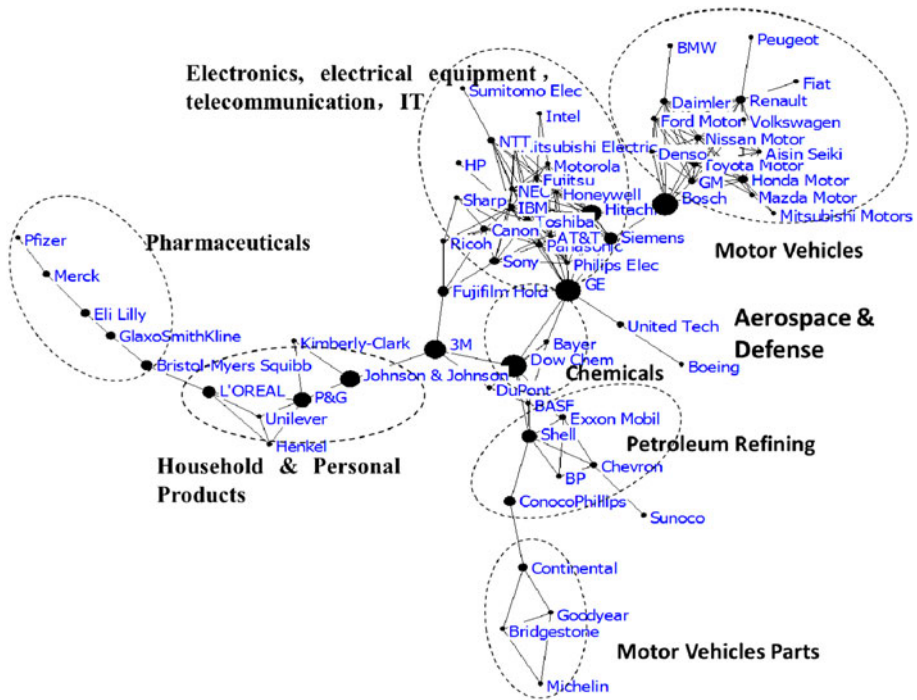 BMW
Peugeot
Electronics, electrical equipment,
telecommunication, IT
Sumitomo Elec
Fiat
Daimler
Renault
Intel
Ford Motor
Volkswagen
NTT
Mitsubishi Electric
Nissan Motor
HP
Motorola
Denso
Aisin Seiki
Toyota Motor
Fujitsu
GM
Honda Motor
NEC
Honeywell
Sharp
IBM
Hitachi
Bosch
Mazda Motor
Mitsubishi Motors
Toshiba
Canon
AT&T
Siemens
Pfizer
Pharmaceuticals
Ricoh
Panasonic
Motor Vehicles
Sony
Philips Elec
Merck
GE
Fujifilm Hold
Eli Lilly
United Tech
Aerospace &
Defense
GlaxoSmithKline
Kimberly-Clark
3M
Bayer
Dow Chem
Bristol-Myers Squibb
Johnson & Johnson
Chemicals
Boeing
L'OREAL
P&G
DuPont
BASF
Unilever
Exxon Mobil
Shell
Petroleum Refining
Henkel
Household & Personal
Products
Chevron
BP
ConocoPhillips
Sunoco
Continental
Goodyear
Bridgestone
Motor Vehicles Parts
Michelin